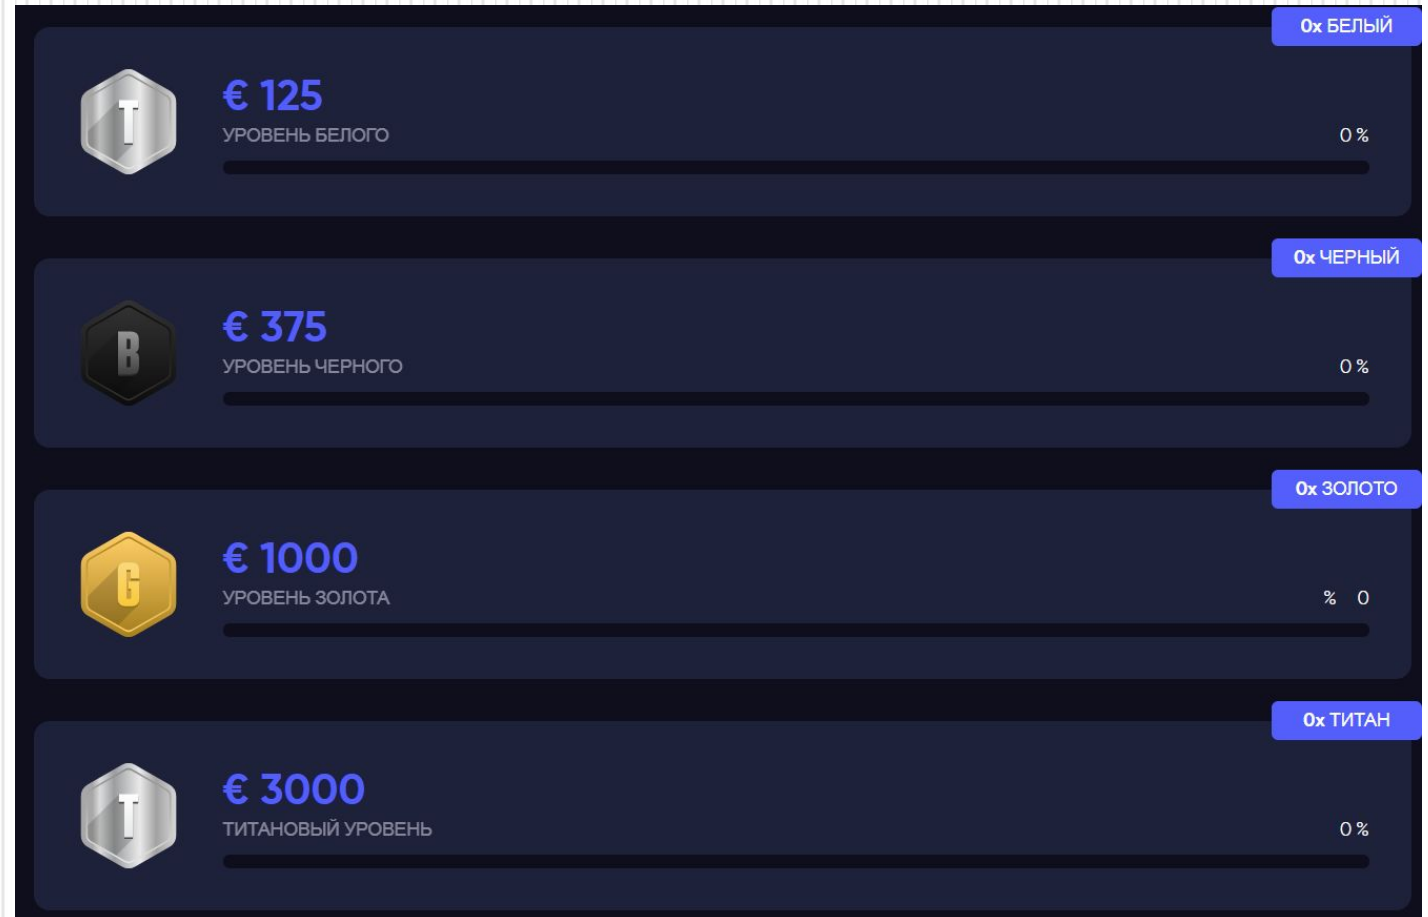 0x БЕЛЫЙ
T
€ 125
УРОВЕНЬ БЕЛОГО
0 %
0x ЧЕРНЫЙ
B
€ 375
УРОВЕНЬ ЧЕРНОГО
0 %
0x ЗОЛОТО
G
€ 1000
УРОВЕНЬ ЗОЛОТА
% 0
0x ТИТАН
T
€ 3000
ТИТАНОВЫЙ УРОВЕНЬ
0 %